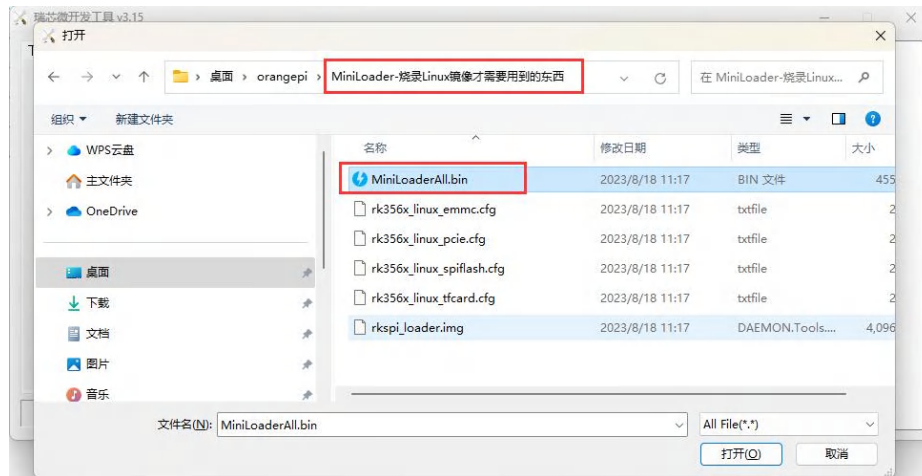 瑞芯微开发工具 v3.15
打开
桌面 › orangepi › MiniLoader-烧录Linux镜像才需要用到的东西
在 MiniLoader-烧录Linux...
组织 新建文件夹
名称 修改日期 类型 大小
WPS云盘
主文件夹
OneDrive
桌面
下载
文档
图片
音乐
MiniLoaderAll.bin 2023/8/18 11:17 BIN 文件 455
rk356x_linux_emmc.cfg 2023/8/18 11:17 txtfile 2
rk356x_linux_pcie.cfg 2023/8/18 11:17 txtfile 2
rk356x_linux_spiflash.cfg 2023/8/18 11:17 txtfile 2
rk356x_linux_tfcard.cfg 2023/8/18 11:17 txtfile 2
rkspi_loader.img 2023/8/18 11:17 DAEMON.Tools.... 4,096
文件名(N): MiniLoaderAll.bin All File(*.*)
打开(O) 取消